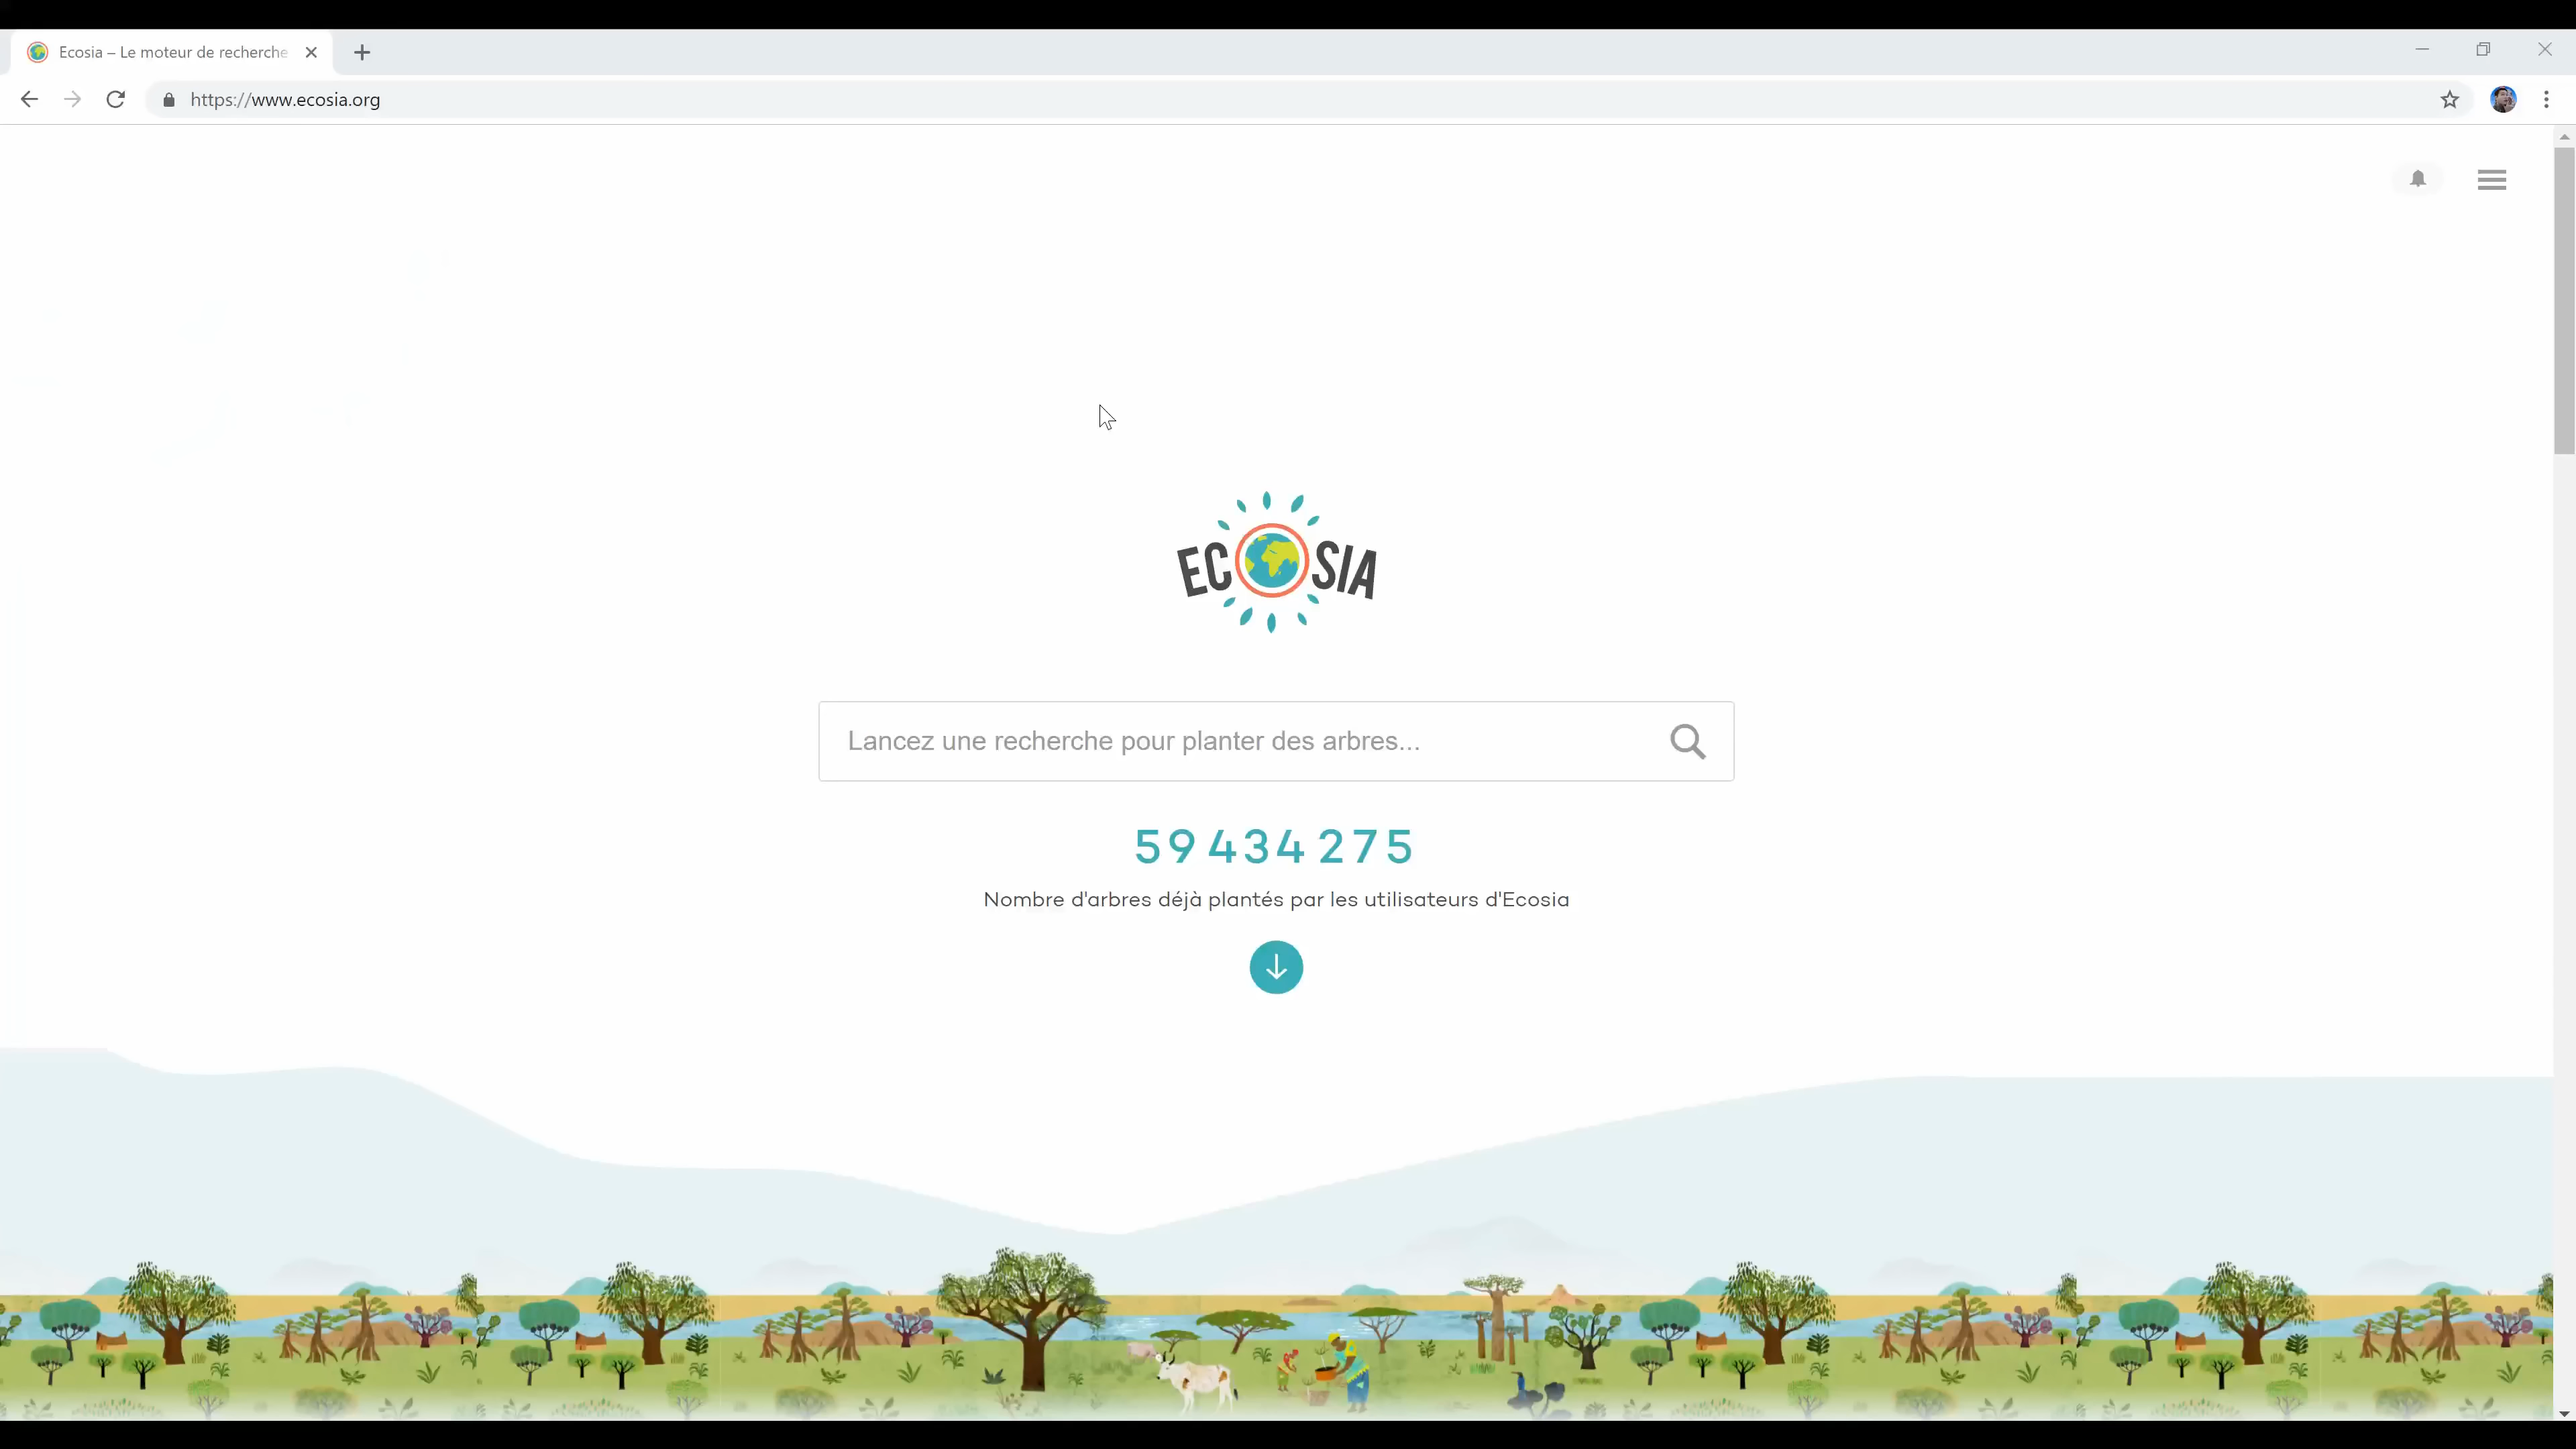 Ecosia – Le moteur de recherche
https://www.ecosia.org
ECOSIA
Lancez une recherche pour planter des arbres...
59 434 275
Nombre d'arbres déjà plantés par les utilisateurs d'Ecosia